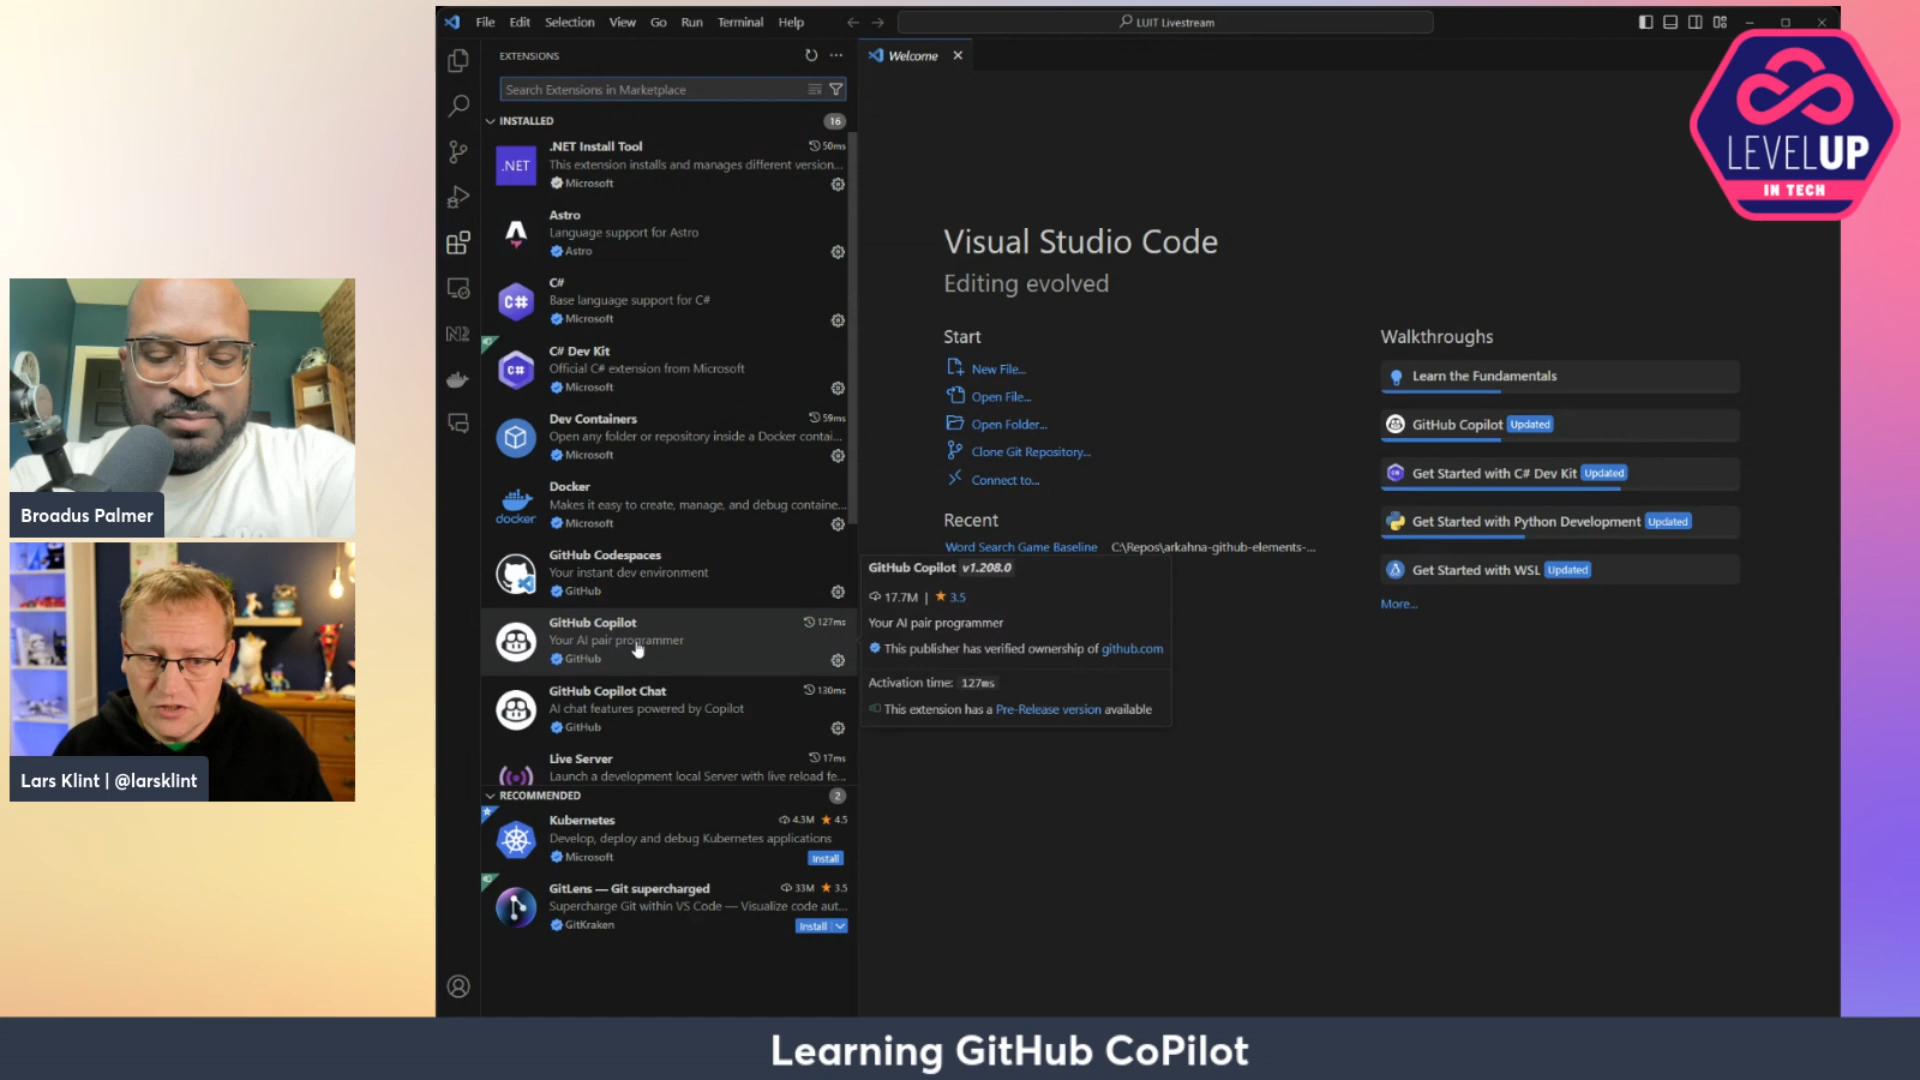 File Edit Selection View Go Run Terminal Help
LUIT Livestream
EXTENSIONS
Search Extensions in Marketplace
INSTALLED 16
.NET
.NET Install Tool 50ms
This extension installs and manages different version...
Microsoft
Astro
Language support for Astro
Astro
C#
C#
Base language support for C#
Microsoft
C#
C# Dev Kit
Official C# extension from Microsoft
Microsoft
Dev Containers 59ms
Open any folder or repository inside a Docker contai...
Microsoft
docker
Docker
Makes it easy to create, manage, and debug containe...
Microsoft
GitHub Codespaces
Your instant dev environment
GitHub
GitHub Copilot 127ms
Your AI pair programmer
GitHub
GitHub Copilot Chat 130ms
AI chat features powered by Copilot
GitHub
Live Server 17ms
Launch a development local Server with live reload fe...
RECOMMENDED 2
Kubernetes 4.3M 4.5
Develop, deploy and debug Kubernetes applications
Microsoft Install
GitLens — Git supercharged 33M 3.5
Supercharge Git within VS Code — Visualize code aut...
GitKraken Install
Welcome
Visual Studio Code
Editing evolved
Start
New File...
Open File...
Open Folder...
Clone Git Repository...
Connect to...
Recent
Word Search Game Baseline C:\Repos\arkahna-github-elements-...
GitHub Copilot v1.208.0
17.7M | 3.5
Your AI pair programmer
This publisher has verified ownership of github.com
Activation time: 127ms
This extension has a Pre-Release version available
Walkthroughs
Learn the Fundamentals
GitHub Copilot Updated
Get Started with C# Dev Kit Updated
Get Started with Python Development Updated
Get Started with WSL Updated
More...
LEVELUP
IN TECH
Broadus Palmer
Lars Klint | @larsklint
Learning GitHub CoPilot